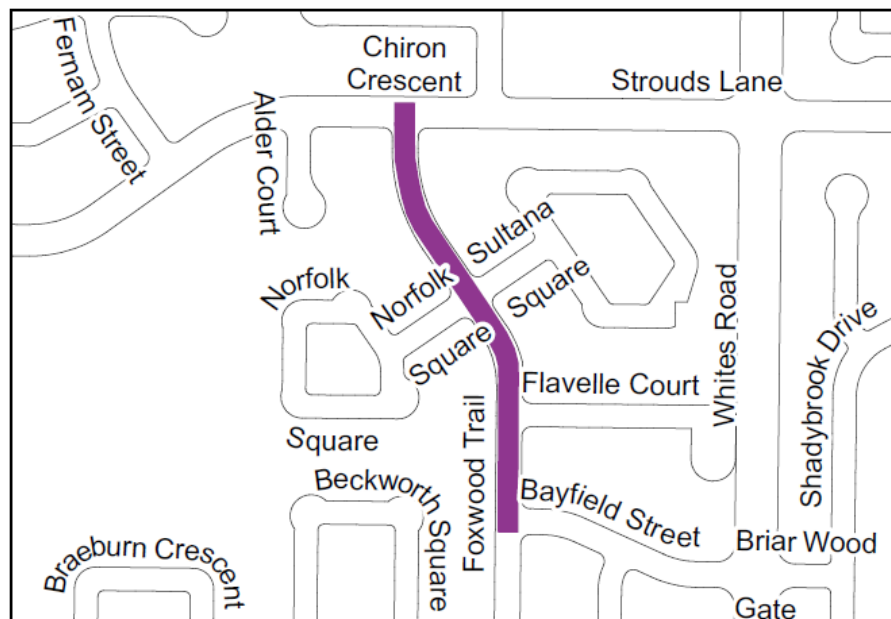 Fernam Street
Chiron
Crescent
Strouds Lane
Alder Court
Sultana
Square
Norfolk
Norfolk
Square
Square
Whites Road
Shadybrook Drive
Flavelle Court
Foxwood Trail
Beckworth Square
Bayfield Street
Briar Wood
Gate
Braeburn Crescent